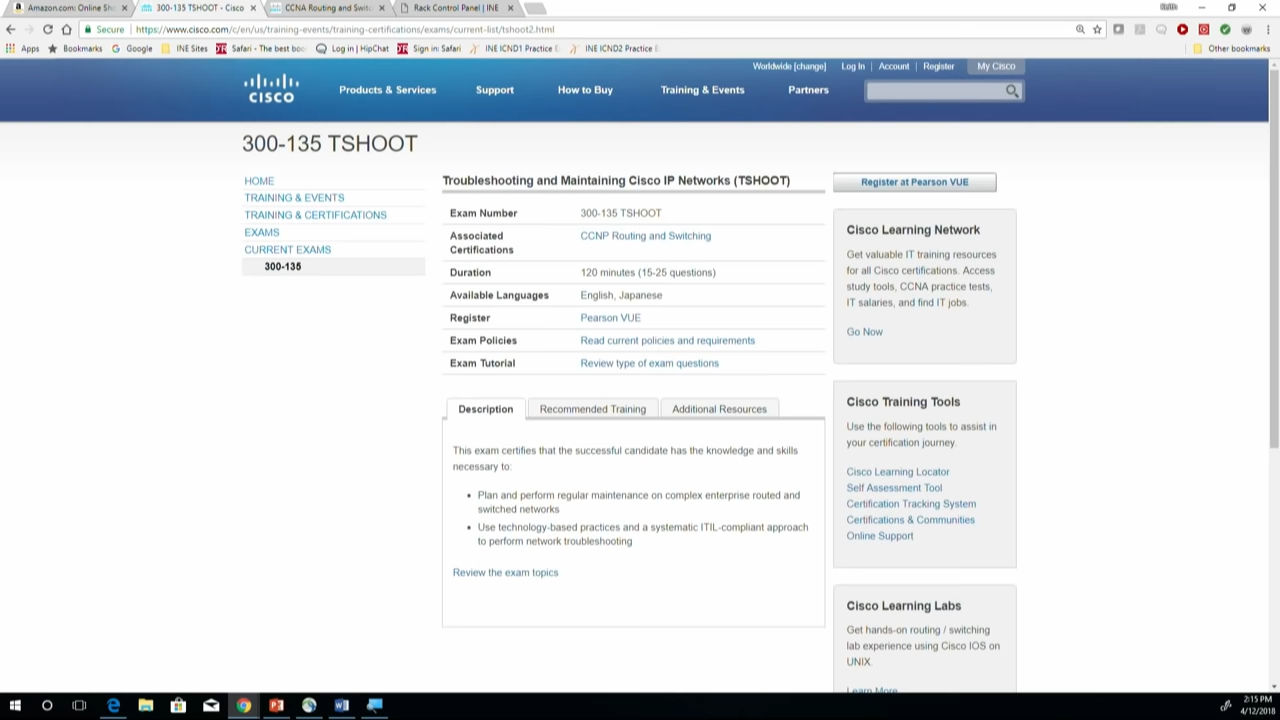 Amazon.com: Online Sh
300-135 TSHOOT - Cisco
CCNA Routing and Swit
Rack Control Panel | INE
Secure | https://www.cisco.com/c/en/us/training-events/training-certifications/exams/current-list/tshoot2.html
Apps
Bookmarks
Google
INE Sites
Safari - The best boo
Log in | HipChat
Sign in: Safari
INE ICND1 Practice E
INE ICND2 Practice E
Other bookmarks
Worldwide [change]
Log In | Account | Register
My Cisco
CISCO
Products & Services
Support
How to Buy
Training & Events
Partners
300-135 TSHOOT
HOME
TRAINING & EVENTS
TRAINING & CERTIFICATIONS
EXAMS
CURRENT EXAMS
300-135
Troubleshooting and Maintaining Cisco IP Networks (TSHOOT)
Exam Number 300-135 TSHOOT
Associated Certifications CCNP Routing and Switching
Duration 120 minutes (15-25 questions)
Available Languages English, Japanese
Register Pearson VUE
Exam Policies Read current policies and requirements
Exam Tutorial Review type of exam questions
Description
Recommended Training
Additional Resources
This exam certifies that the successful candidate has the knowledge and skills
necessary to:
• Plan and perform regular maintenance on complex enterprise routed and
switched networks
• Use technology-based practices and a systematic ITIL-compliant approach
to perform network troubleshooting
Review the exam topics
Register at Pearson VUE
Cisco Learning Network
Get valuable IT training resources
for all Cisco certifications. Access
study tools, CCNA practice tests,
IT salaries, and find IT jobs.
Go Now
Cisco Training Tools
Use the following tools to assist in
your certification journey.
Cisco Learning Locator
Self Assessment Tool
Certification Tracking System
Certifications & Communities
Online Support
Cisco Learning Labs
Get hands-on routing / switching
lab experience using Cisco IOS on
UNIX.
Learn More
2:15 PM
4/12/2018